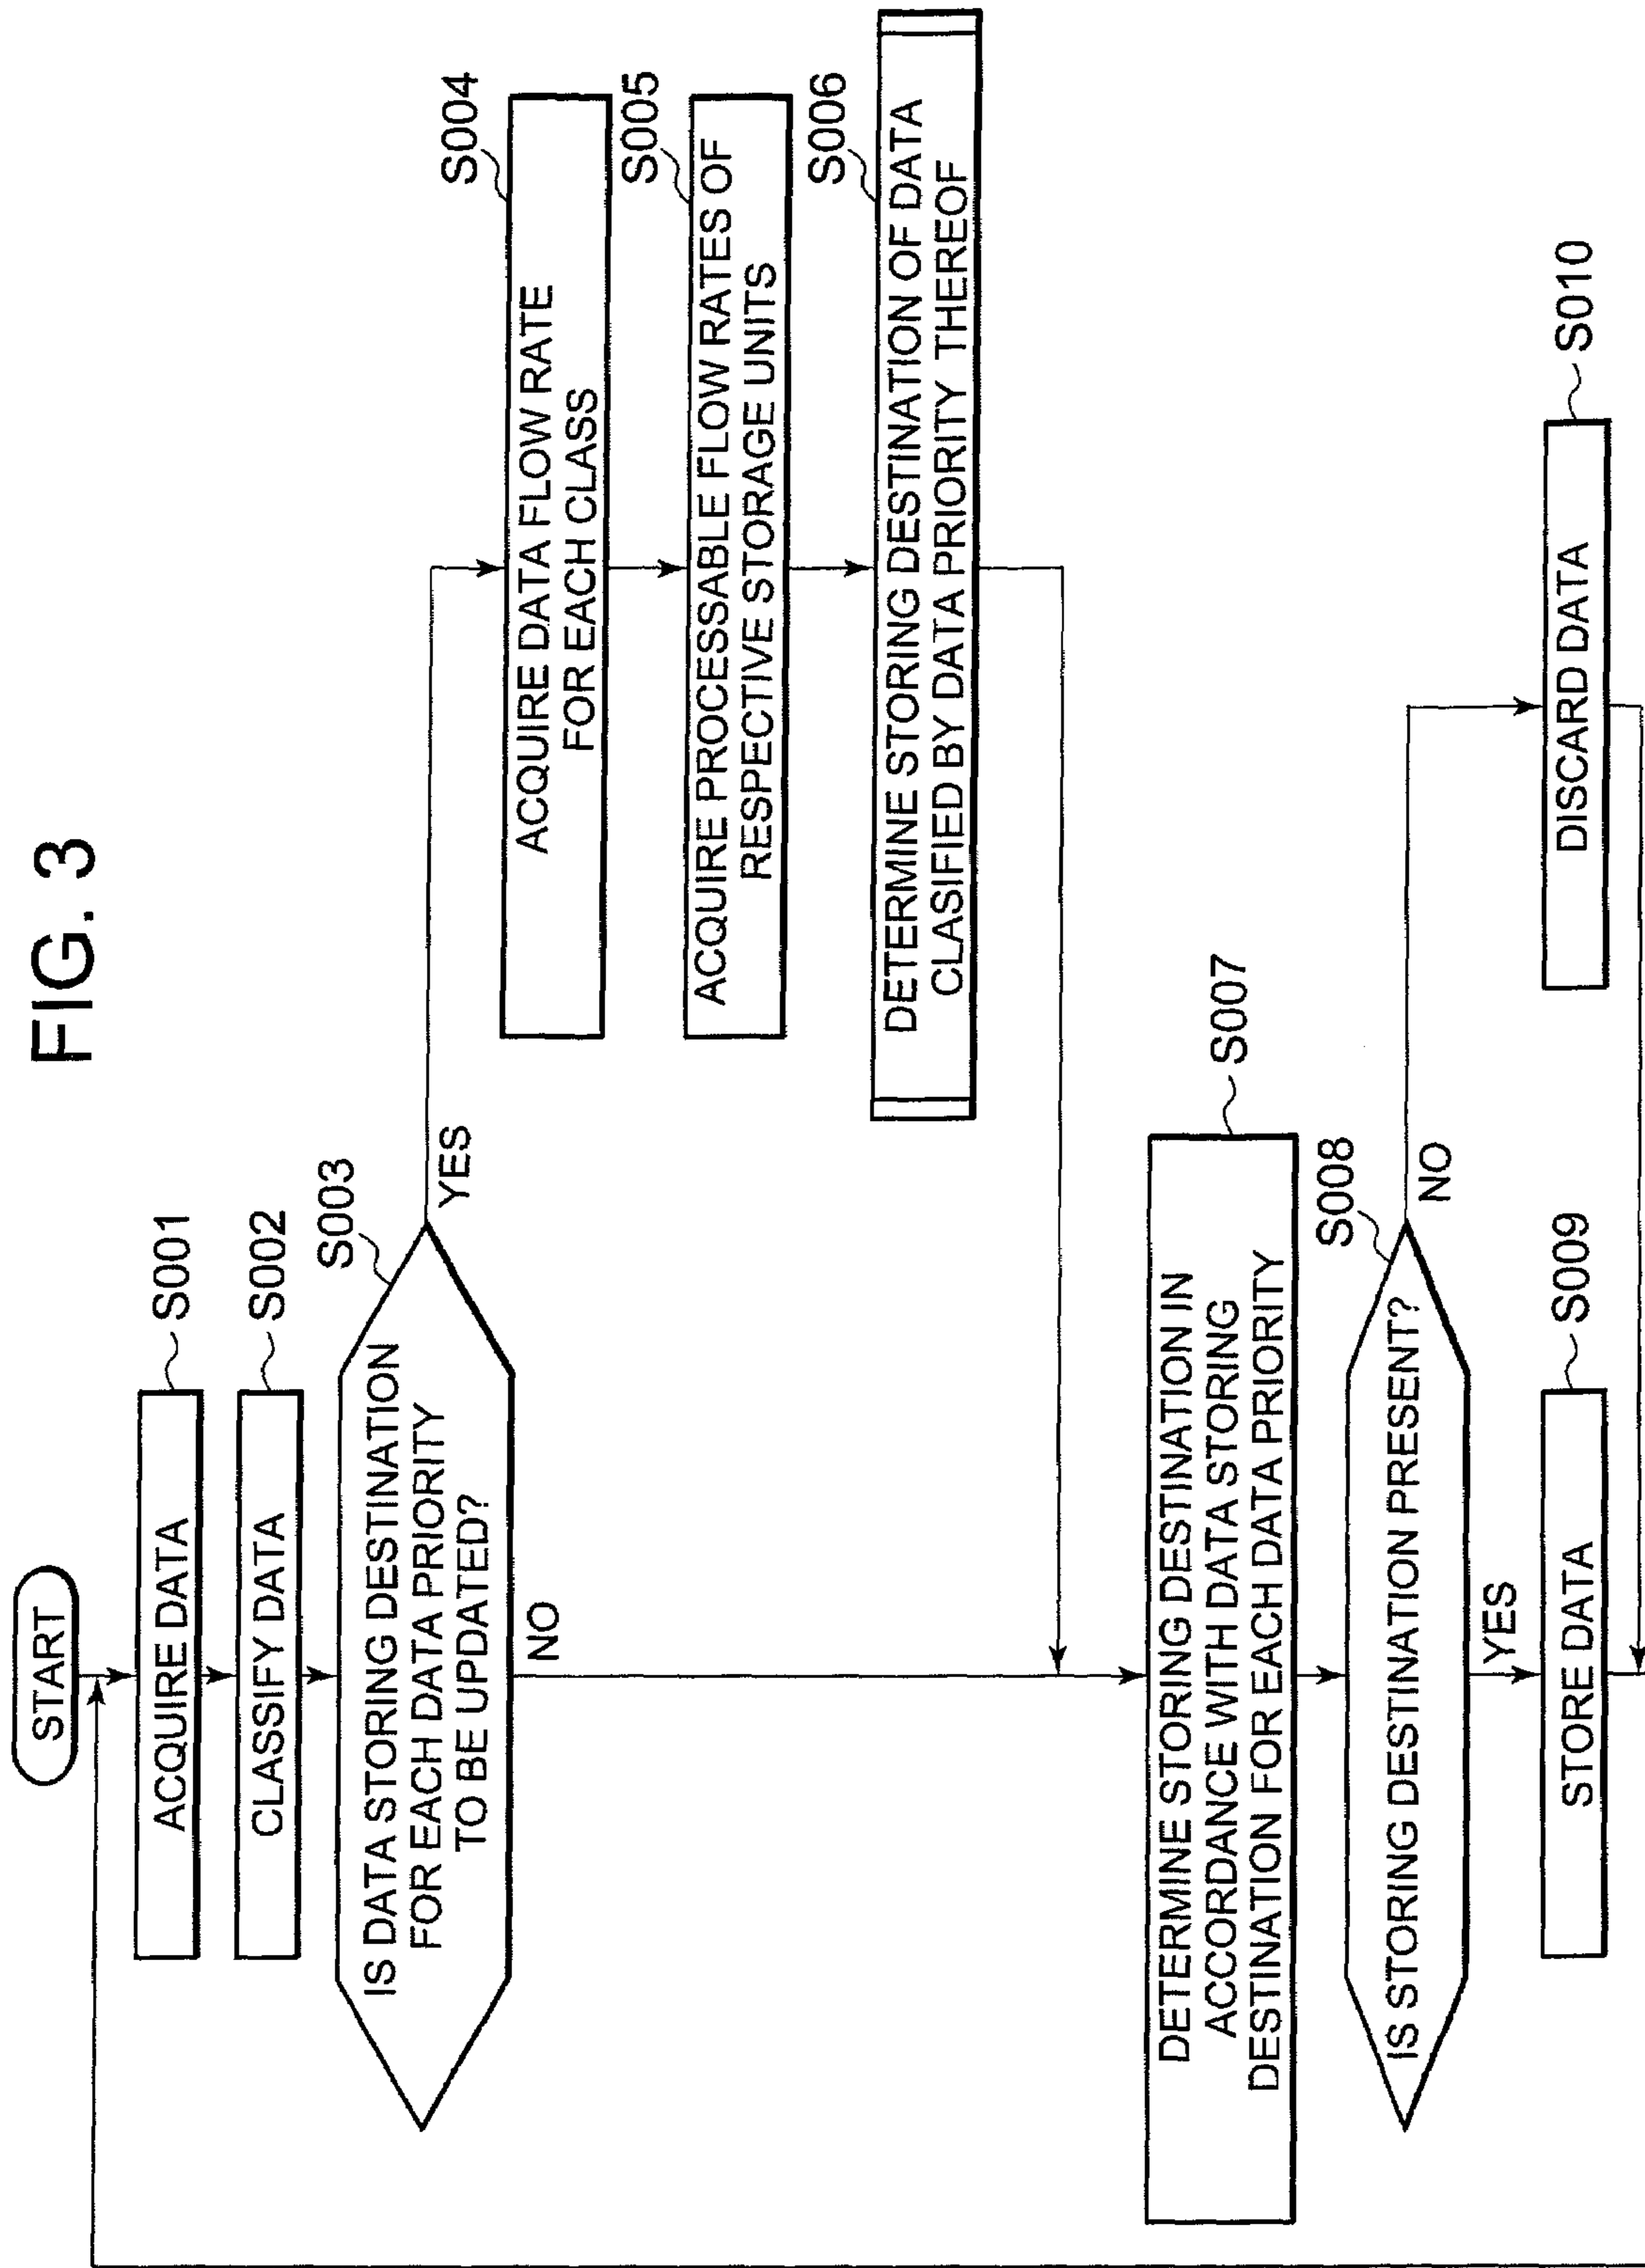 FIG. 3
START
ACQUIRE DATA
S001
CLASSIFY DATA
S002
IS DATA STORING DESTINATION
FOR EACH DATA PRIORITY
TO BE UPDATED?
S003
YES
NO
ACQUIRE DATA FLOW RATE
FOR EACH CLASS
S004
ACQUIRE PROCESSABLE FLOW RATES OF
RESPECTIVE STORAGE UNITS
S005
DETERMINE STORING DESTINATION OF DATA
CLASIFIED BY DATA PRIORITY THEREOF
S006
DETERMINE STORING DESTINATION IN
ACCORDANCE WITH DATA STORING
DESTINATION FOR EACH DATA PRIORITY
S007
IS STORING DESTINATION PRESENT?
S008
NO
YES
STORE DATA
S009
DISCARD DATA
S010